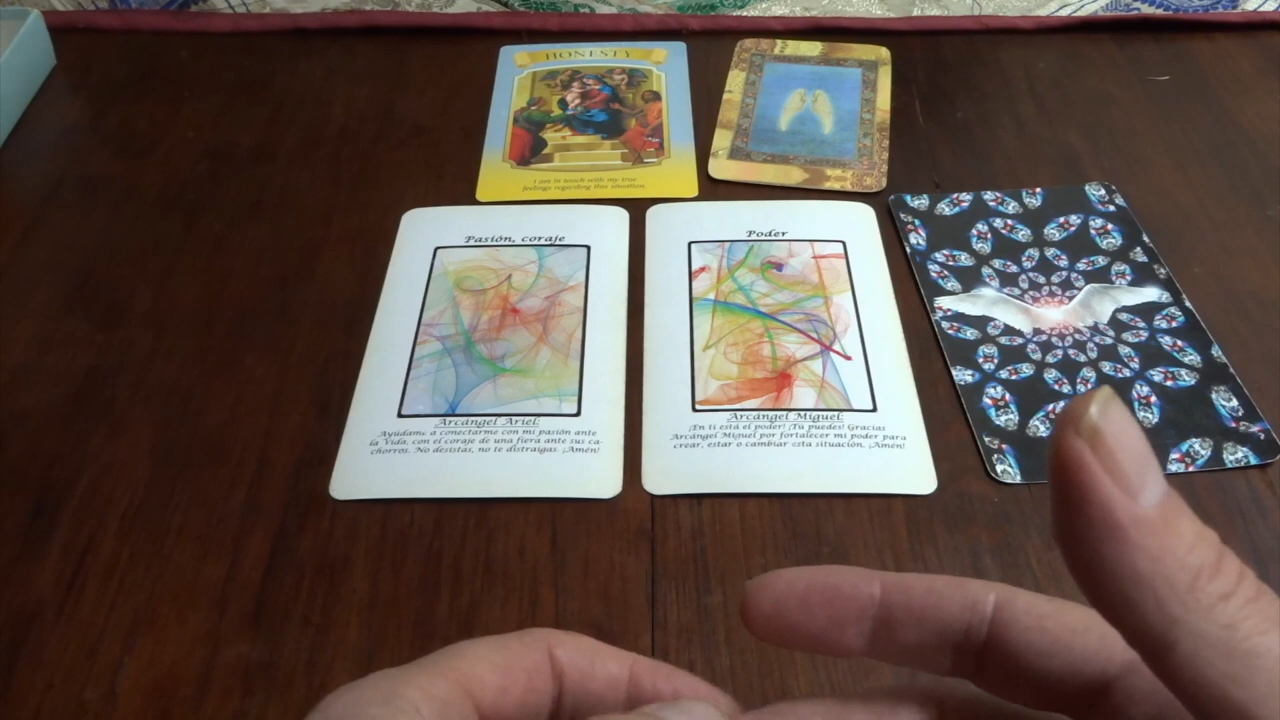 HONESTY
I am in touch with my true
feelings regarding this situation.
Pasión, coraje
Arcángel Ariel:
Ayúdame a conectarme con mi pasión ante
la Vida, con el coraje de una fiera ante sus ca-
chorros. No desistas, no te distraigas. ¡Amén!
Poder
Arcángel Miguel:
¡En ti está el poder! ¡Tú puedes! Gracias
Arcángel Miguel por fortalecer mi poder para
crear, estar o cambiar esta situación. ¡Amén!